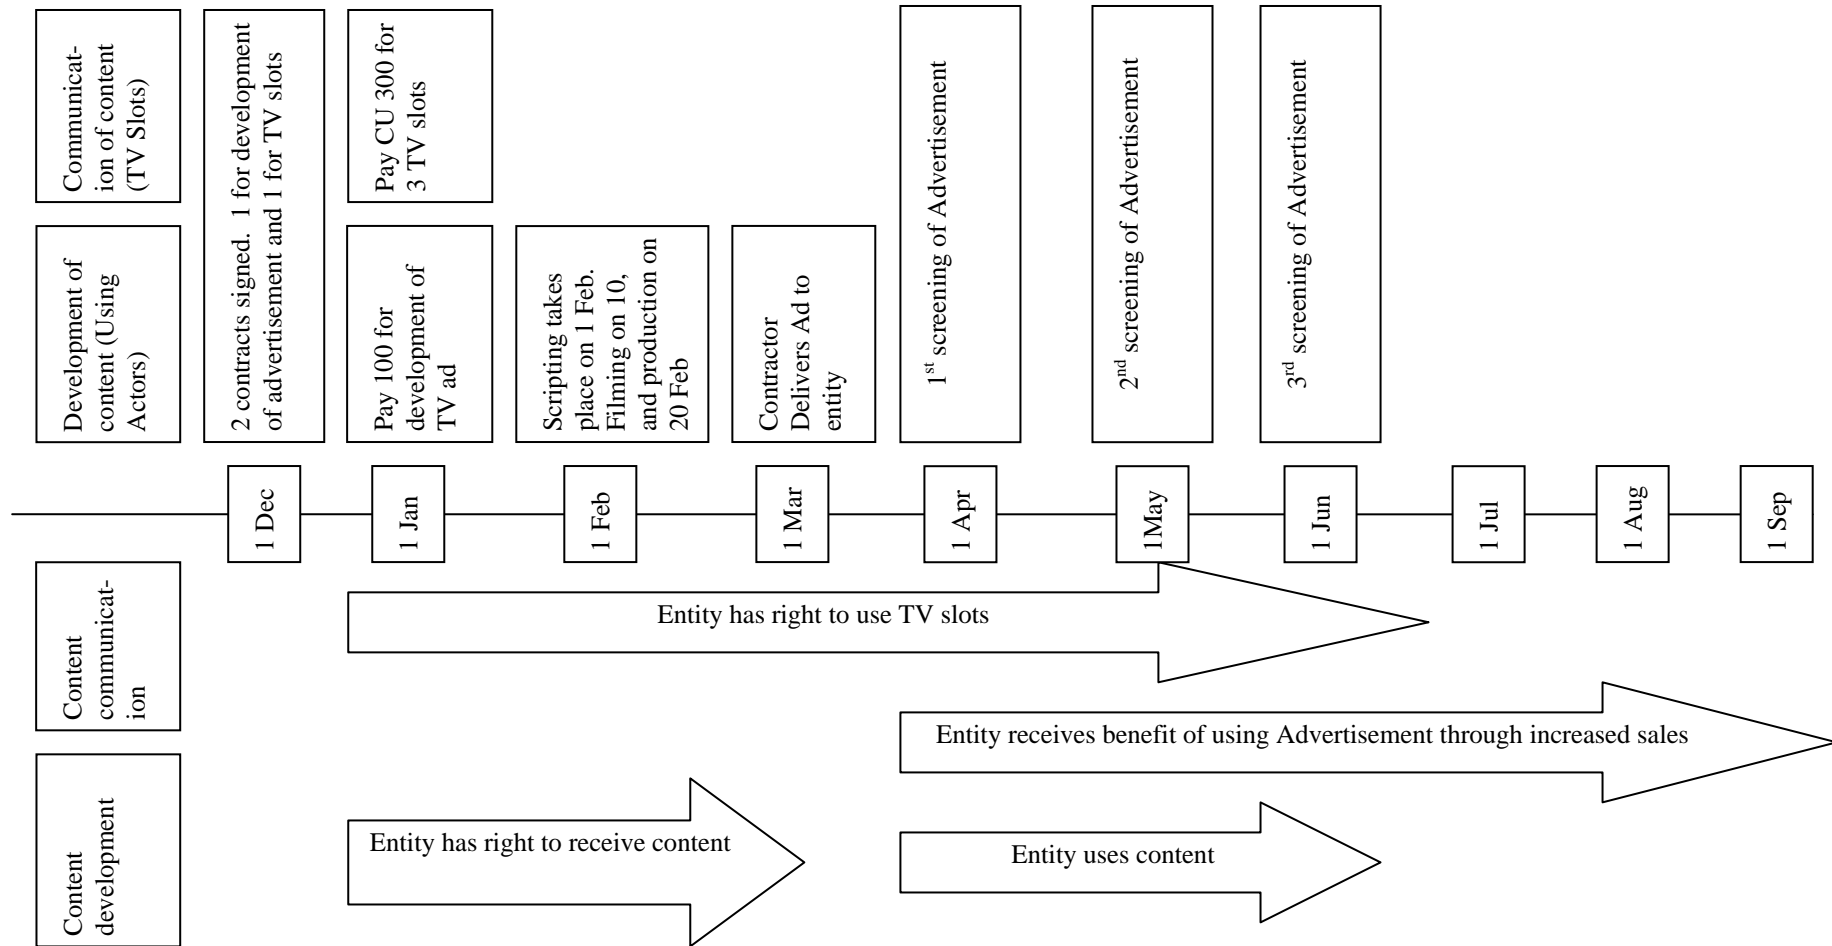 Communicat-
ion of content
(TV Slots)
2 contracts signed.  1 for development
of advertisement and 1 for TV slots
Pay CU 300 for
3 TV slots
1st screening of Advertisement
2nd screening of Advertisement
3rd screening of Advertisement
Development of
content (Using
Actors)
Pay 100 for
development of
TV ad
Scripting takes
place on 1 Feb.
Filming on 10,
and production on
20 Feb
Contractor
Delivers  Ad to
entity
1 Dec
1 Jan
1 Feb
1 Mar
1 Apr
1May
1 Jun
1 Jul
1 Aug
1 Sep
Content
communicat-
ion
Entity has right to use TV slots
Entity receives benefit of using Advertisement through increased sales
Content
development
Entity has right to receive content
Entity uses content